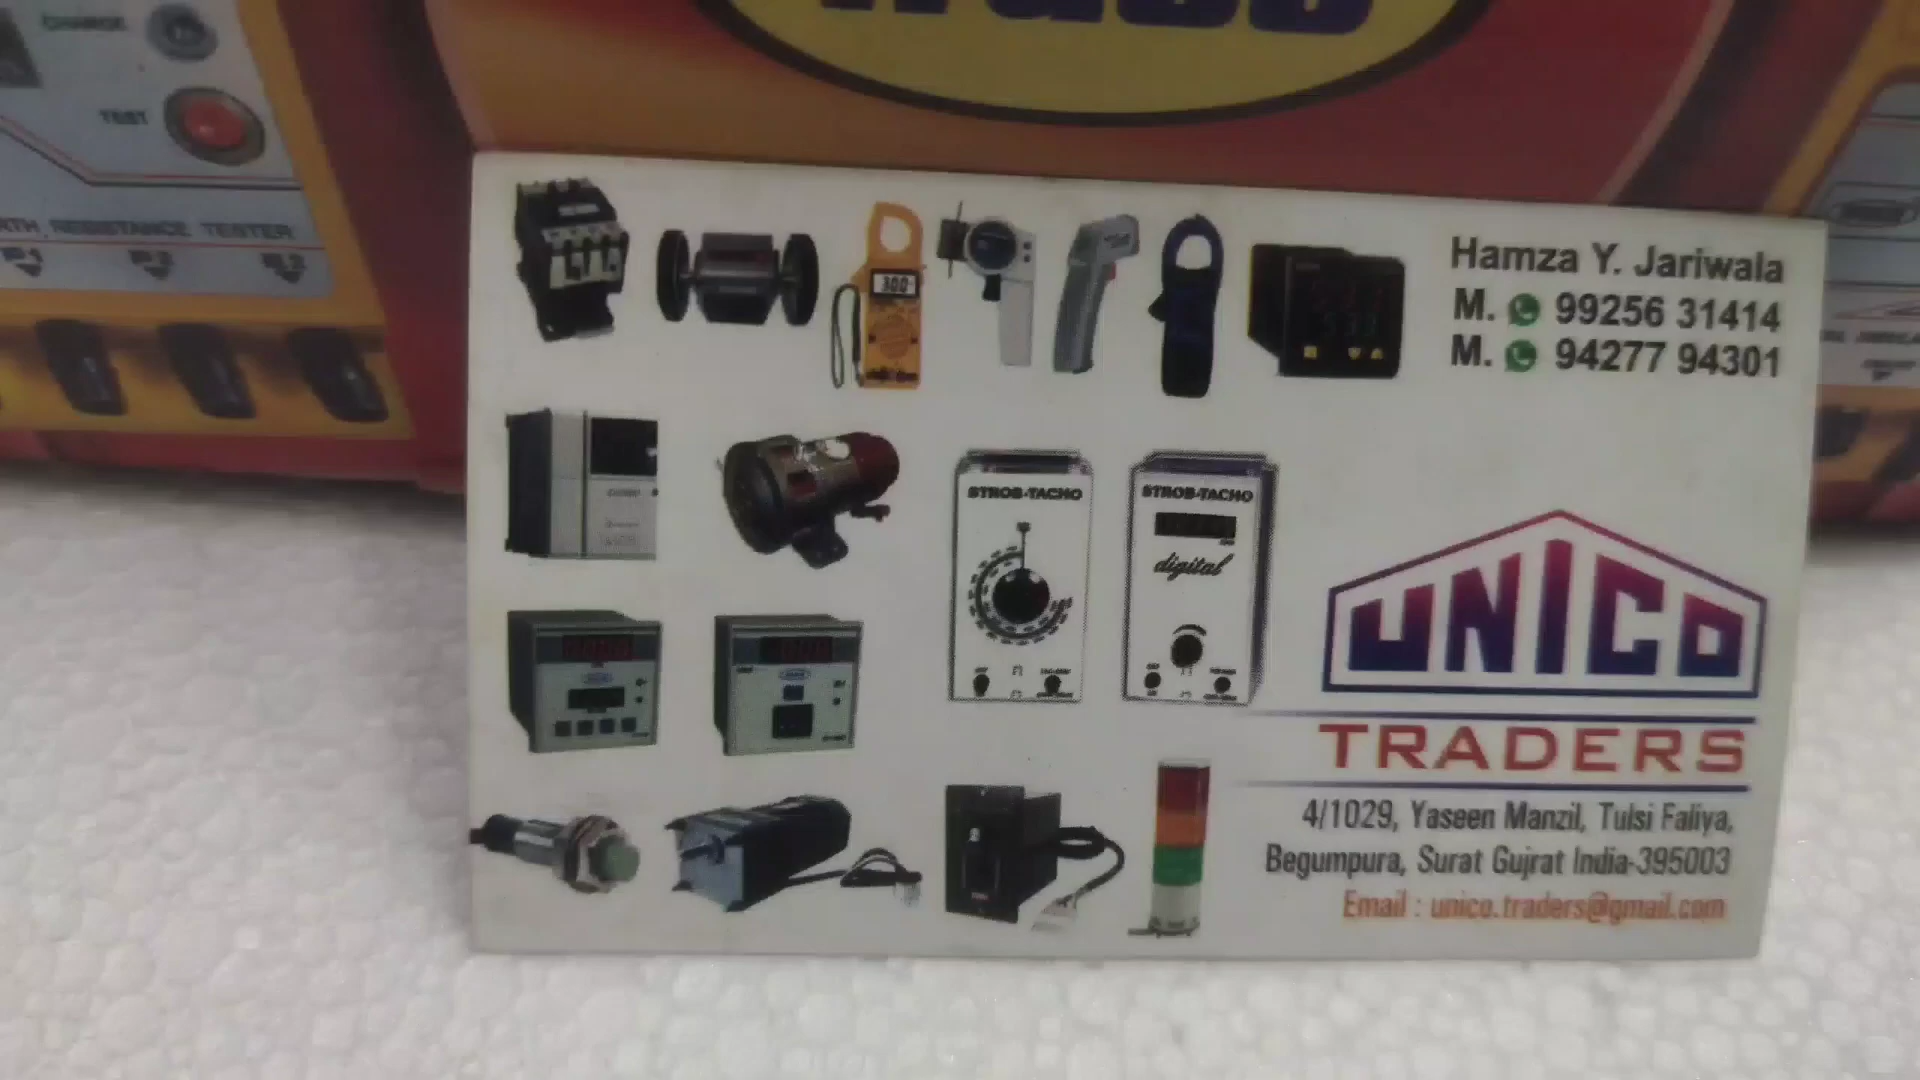 CHARGE
TEST
RESISTANCE TESTER
Hamza Y. Jariwala
M. 99256 31414
M. 94277 94301
300
STROB-TACHO
STROB-TACHO
digital
UNICO
TRADERS
4/1029, Yaseen Manzil, Tulsi Faliya,
Begumpura, Surat Gujrat India-395003
Email : unico.traders@gmail.com